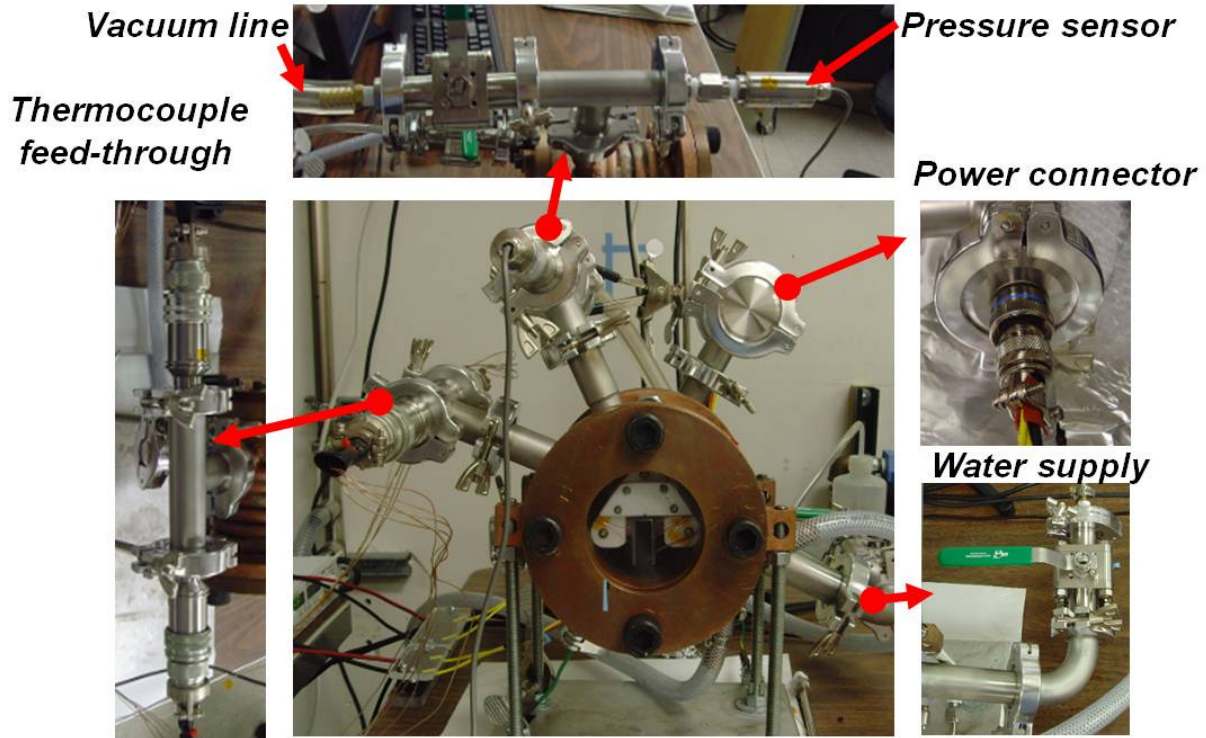 Vacuum line
Pressure sensor
Thermocouple
feed-through
Power connector
Water supply